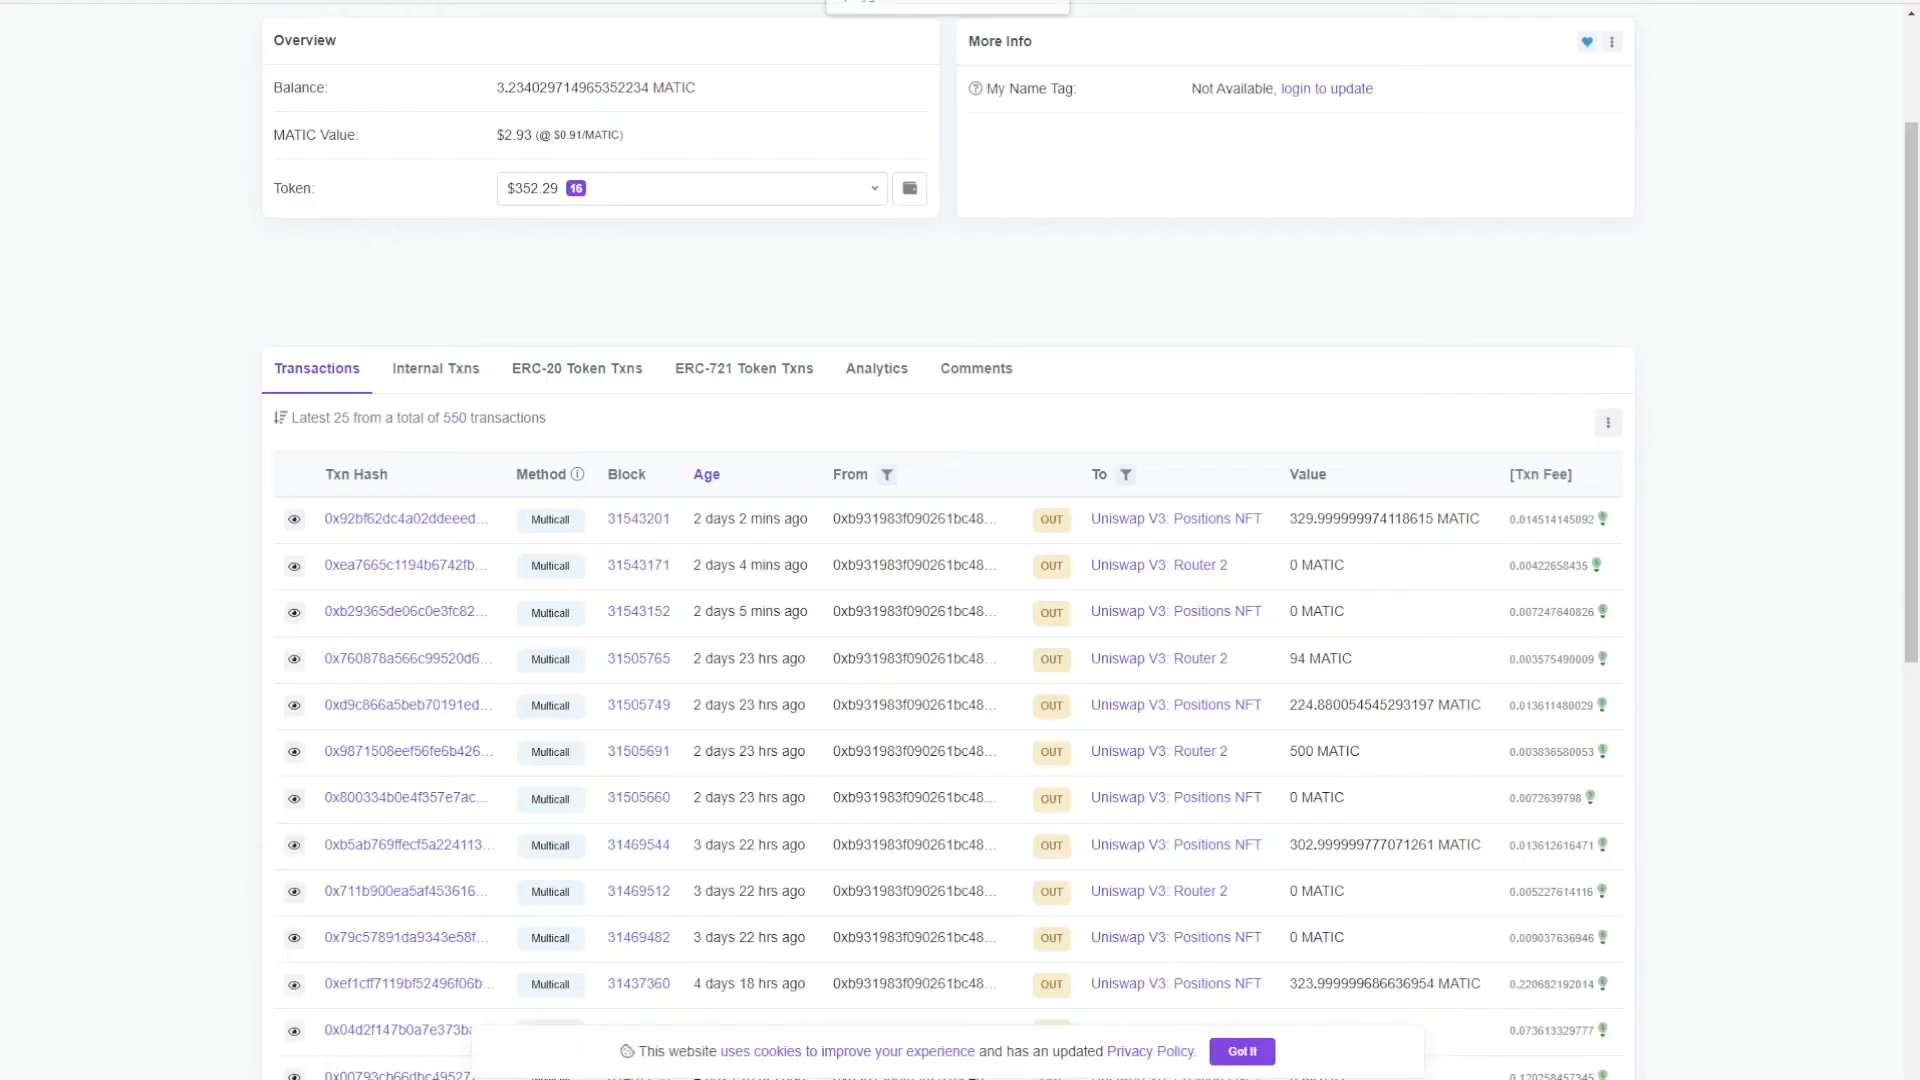 Overview
Balance: 3.234029714965352234 MATIC
MATIC Value: $2.93 (@ $0.91/MATIC)
Token: $352.29 16
More Info
My Name Tag: Not Available, login to update
Transactions Internal Txns ERC-20 Token Txns ERC-721 Token Txns Analytics Comments
Latest 25 from a total of 550 transactions
Txn Hash Method Block Age From To Value [Txn Fee]
0x92bf62dc4a02ddeeed... Multicall 31543201 2 days 2 mins ago 0xb931983f090261bc48... OUT Uniswap V3: Positions NFT 329.999999974118615 MATIC 0.014514145092
0xea7665c1194b6742fb... Multicall 31543171 2 days 4 mins ago 0xb931983f090261bc48... OUT Uniswap V3: Router 2 0 MATIC 0.00422658435
0xb29365de06c0e3fc82... Multicall 31543152 2 days 5 mins ago 0xb931983f090261bc48... OUT Uniswap V3: Positions NFT 0 MATIC 0.007247640826
0x760878a566c99520d6... Multicall 31505765 2 days 23 hrs ago 0xb931983f090261bc48... OUT Uniswap V3: Router 2 94 MATIC 0.003575490009
0xd9c866a5beb70191ed... Multicall 31505749 2 days 23 hrs ago 0xb931983f090261bc48... OUT Uniswap V3: Positions NFT 224.880054545293197 MATIC 0.013611480029
0x9871508eef56fe6b426... Multicall 31505691 2 days 23 hrs ago 0xb931983f090261bc48... OUT Uniswap V3: Router 2 500 MATIC 0.003836580053
0x800334b0e4f357e7ac... Multicall 31505660 2 days 23 hrs ago 0xb931983f090261bc48... OUT Uniswap V3: Positions NFT 0 MATIC 0.0072639798
0xb5ab769ffecf5a224113... Multicall 31469544 3 days 22 hrs ago 0xb931983f090261bc48... OUT Uniswap V3: Positions NFT 302.999999777071261 MATIC 0.013612616471
0x711b900ea5af453616... Multicall 31469512 3 days 22 hrs ago 0xb931983f090261bc48... OUT Uniswap V3: Router 2 0 MATIC 0.005227614116
0x79c57891da9343e58f... Multicall 31469482 3 days 22 hrs ago 0xb931983f090261bc48... OUT Uniswap V3: Positions NFT 0 MATIC 0.009037636946
0xef1cff7119bf52496f06b... Multicall 31437360 4 days 18 hrs ago 0xb931983f090261bc48... OUT Uniswap V3: Positions NFT 323.999999686636954 MATIC 0.220682192014
0x04d2f147b0a7e373ba 0.073613329777
This website uses cookies to improve your experience and has an updated Privacy Policy. Got It
0x00793cb66dbc49527 0.120758457345